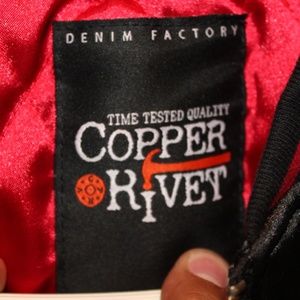 DENIM FACTORY
TIME TESTED QUALITY
COPPER
RIVET